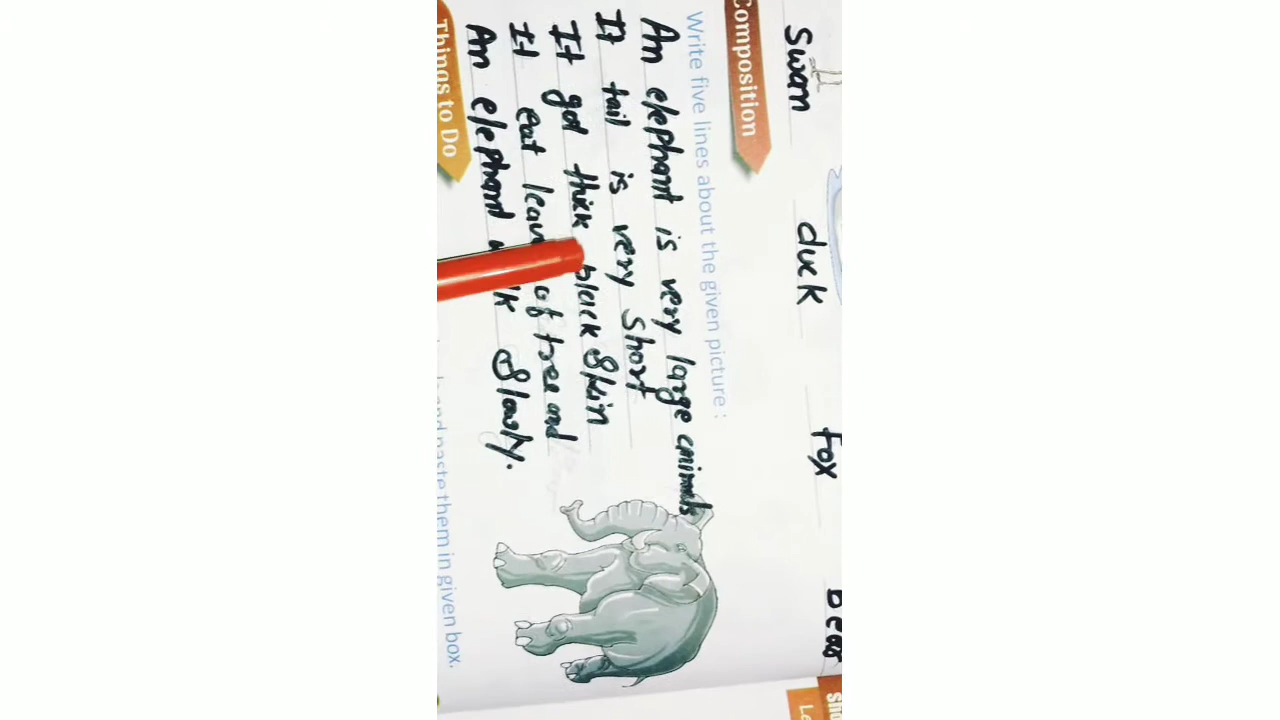 Swan duck fox Bear
Composition
Write five lines about the given picture :
An elephant is very large animals
It tail is very Short
It got thick black Skin
It eat of tree and
An elephant Slowly.
Things to Do
and paste them in given box.